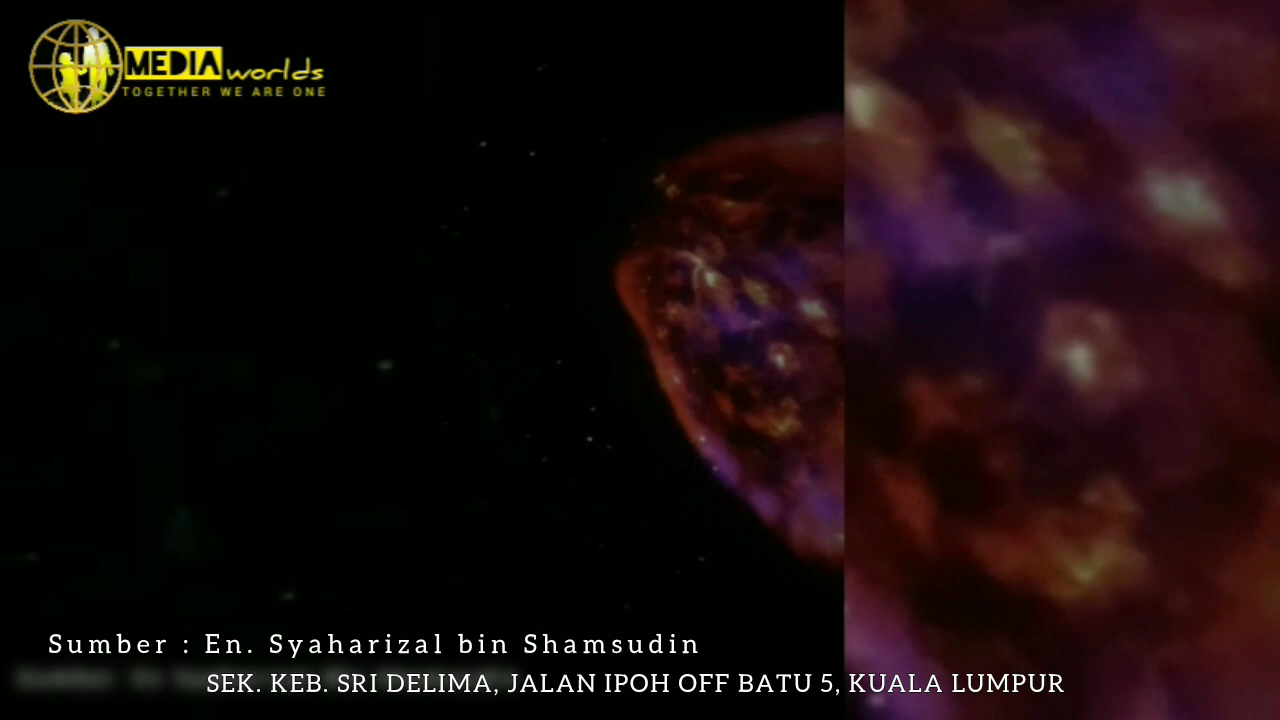 MEDIA worlds
TOGETHER WE ARE ONE
Sumber : En. Syaharizal bin Shamsudin
SEK. KEB. SRI DELIMA, JALAN IPOH OFF BATU 5, KUALA LUMPUR